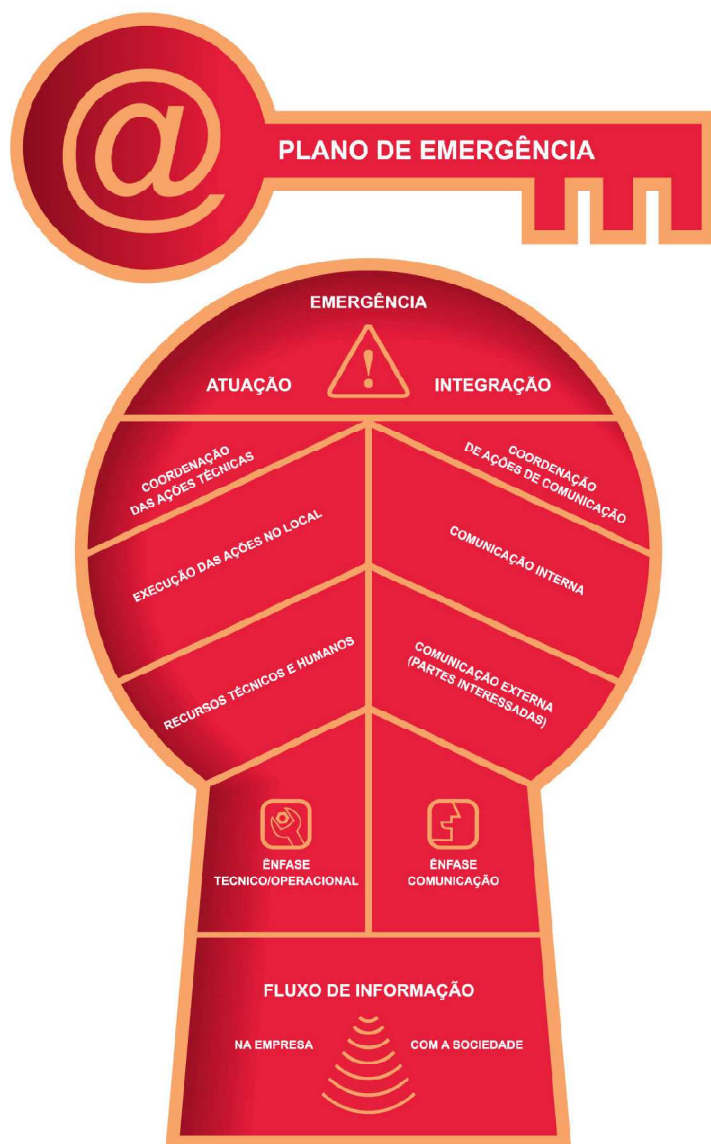 @
PLANO DE EMERGÊNCIA
EMERGÊNCIA
!
ATUAÇÃO
INTEGRAÇÃO
COORDENAÇÃO
DAS AÇÕES TÉCNICAS
COORDENAÇÃO
DE AÇÕES DE COMUNICAÇÃO
EXECUÇÃO DAS AÇÕES NO LOCAL
COMUNICAÇÃO INTERNA
RECURSOS TÉCNICOS E HUMANOS
COMUNICAÇÃO EXTERNA
(PARTES INTERESSADAS)
ÊNFASE
TECNICO/OPERACIONAL
ÊNFASE
COMUNICAÇÃO
FLUXO DE INFORMAÇÃO
NA EMPRESA
COM A SOCIEDADE